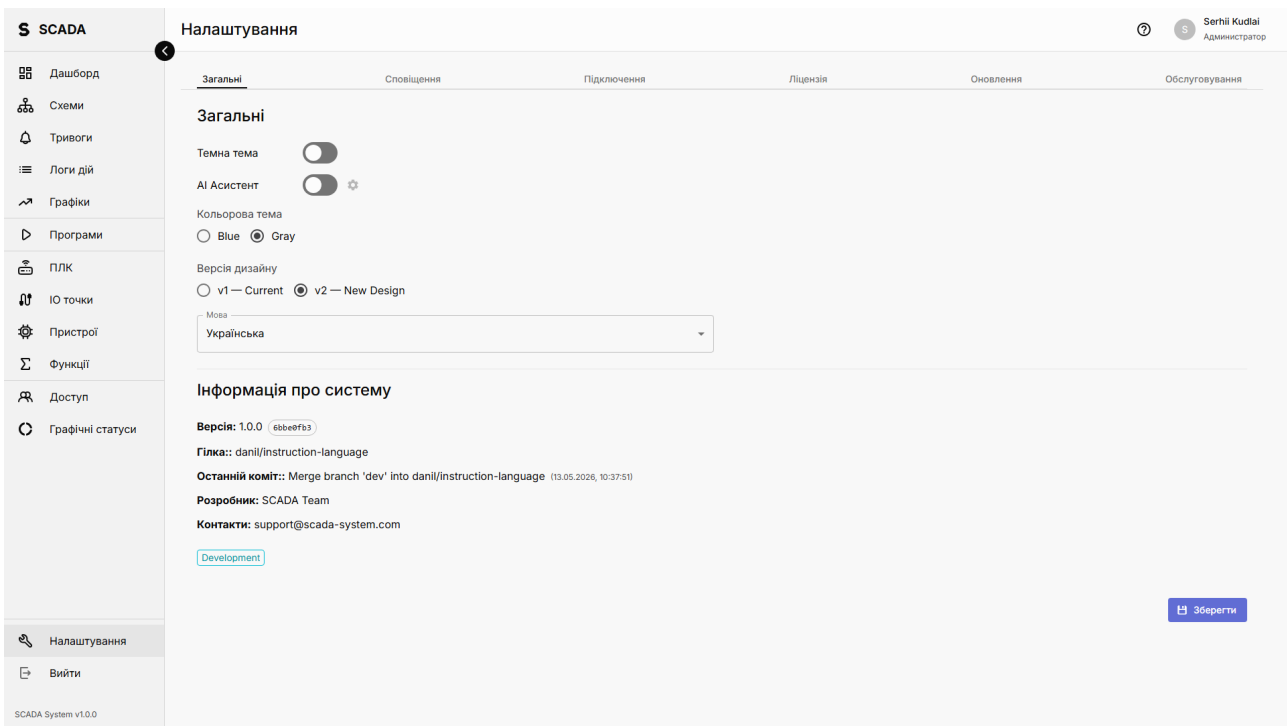 SCADA
Налаштування
S
Serhii Kudlai
Администратор
Дашборд
Схеми
Тривоги
Логи дій
Графіки
Програми
ПЛК
IO точки
Пристрої
Функції
Доступ
Графічні статуси
Налаштування
Вийти
SCADA System v1.0.0
Загальні Сповіщення Підключення Ліцензія Оновлення Обслуговування
Загальні
Темна тема
AI Асистент
Кольорова тема
Blue Gray
Версія дизайну
v1 — Current v2 — New Design
Мова
Українська
Інформація про систему
Версія: 1.0.0 6bbe0fb3
Гілка:: danil/instruction-language
Останній коміт:: Merge branch 'dev' into danil/instruction-language (13.05.2026, 10:37:51)
Розробник: SCADA Team
Контакти: support@scada-system.com
Development
Зберегти